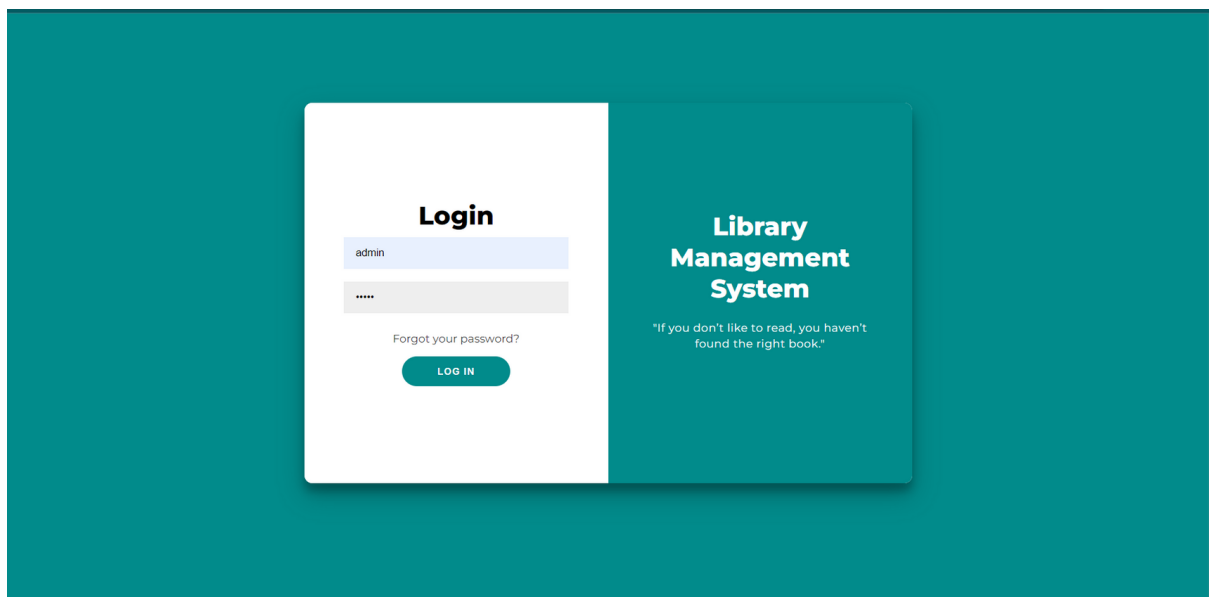 Login
admin
•••••
Forgot your password?
LOG IN
Library
Management
System
"If you don't like to read, you haven't
found the right book."